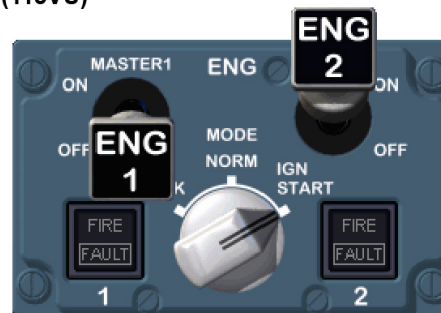 ENG
2
MASTER1
ENG
ON
ON
OFF
ENG
1
MODE
NORM
K
IGN
START
OFF
FIRE
FAULT
FIRE
FAULT
1
2